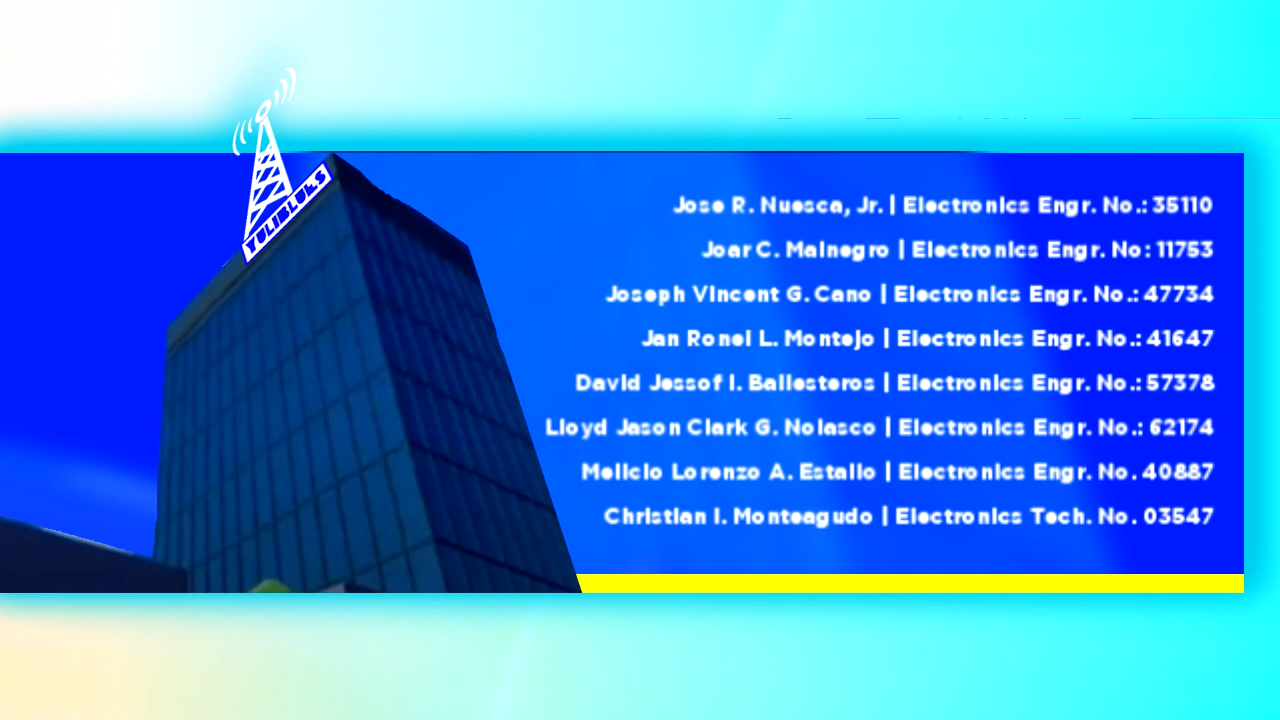 YULIBLUKS
Jose R. Nuesca, Jr. | Electronics Engr. No.: 35110
Joar C. Malnegro | Electronics Engr. No: 11753
Joseph Vincent G. Cano | Electronics Engr. No.: 47734
Jan Ronel L. Montejo | Electronics Engr. No.: 41647
David Jessof I. Ballesteros | Electronics Engr. No.: 57378
Lloyd Jason Clark G. Nolasco | Electronics Engr. No.: 62174
Melicio Lorenzo A. Estallo | Electronics Engr. No. 40887
Christian I. Monteagudo | Electronics Tech. No. 03547